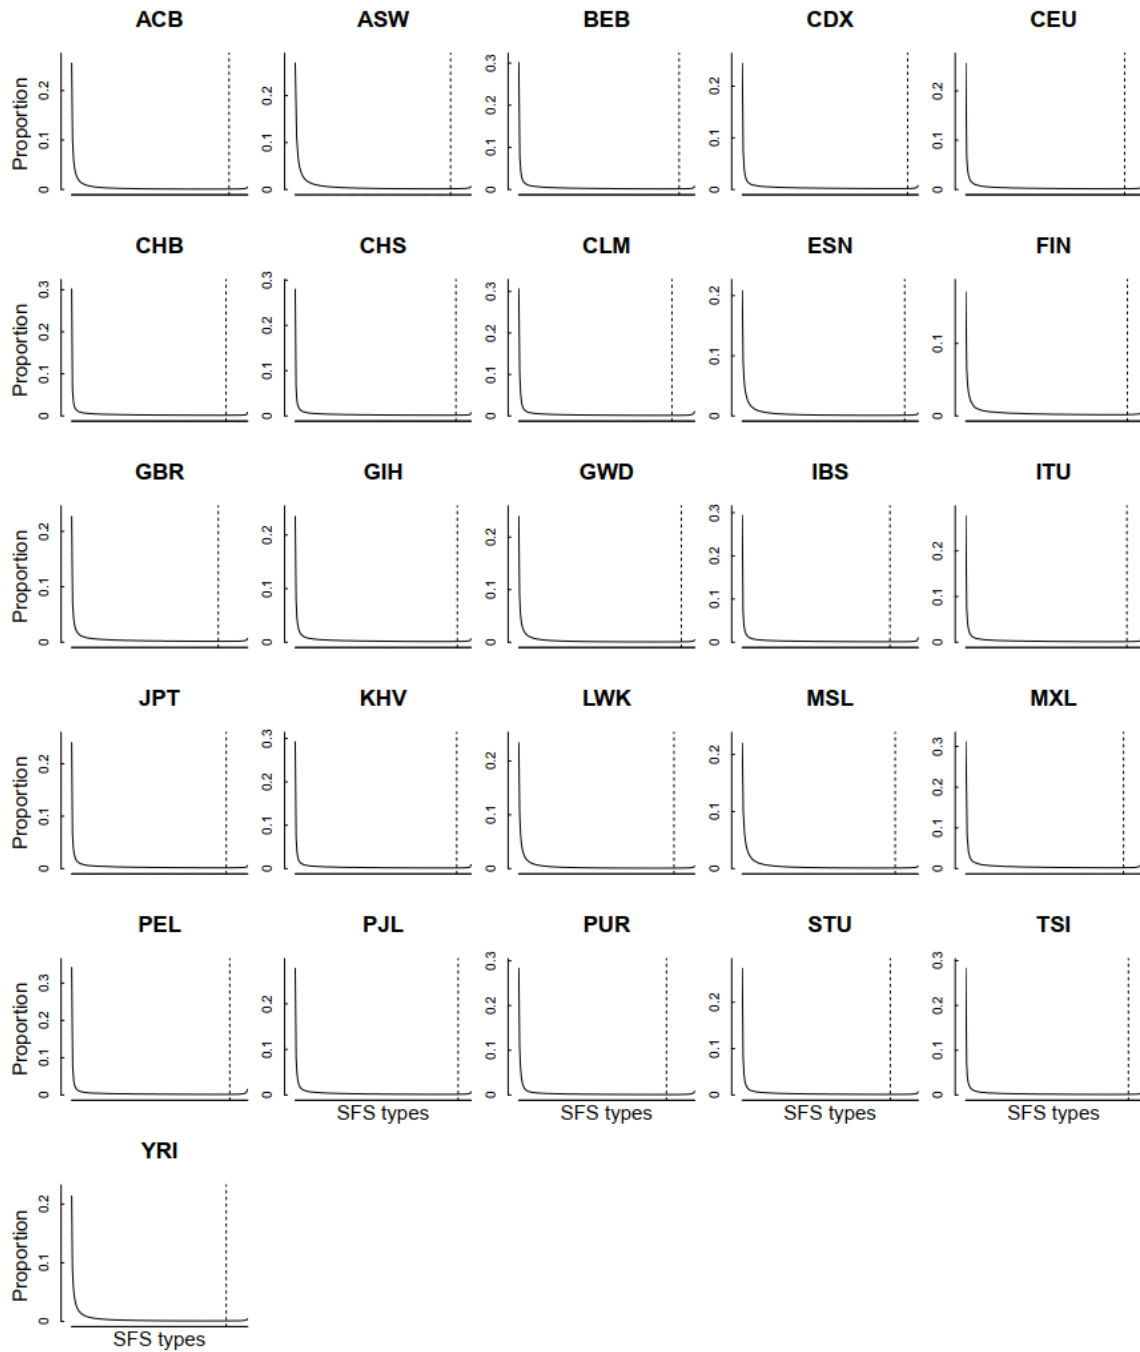 ACB ASW BEB CDX CEU
Proportion 0 0.1 0.2 0 0.1 0.2 0 0.1 0.2 0.3 0 0.1 0.2 0 0.1 0.2
CHB CHS CLM ESN FIN
Proportion 0 0.1 0.2 0.3 0 0.1 0.2 0.3 0 0.1 0.2 0.3 0 0.1 0.2 0 0.1
GBR GIH GWD IBS ITU
Proportion 0 0.1 0.2 0 0.1 0.2 0 0.1 0.2 0 0.1 0.2 0.3 0 0.1 0.2
JPT KHV LWK MSL MXL
Proportion 0 0.1 0.2 0 0.1 0.2 0.3 0 0.1 0.2 0 0.1 0.2 0 0.1 0.2 0.3
PEL PJL PUR STU TSI
Proportion 0 0.1 0.2 0.3 0 0.1 0.2 0 0.1 0.2 0.3 0 0.1 0.2 0 0.1 0.2 0.3
SFS types SFS types SFS types SFS types
YRI
Proportion 0 0.1 0.2
SFS types